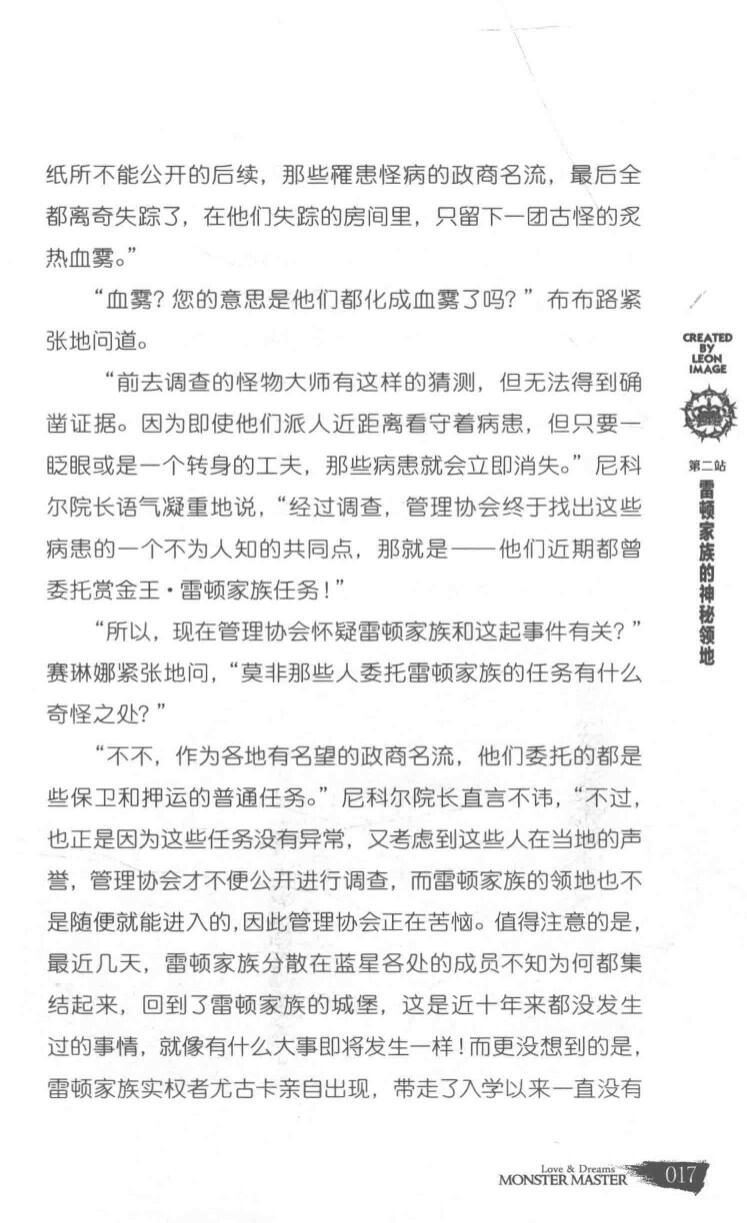 纸所不能公开的后续，那些罹患怪病的政商名流，最后全
都离奇失踪了，在他们失踪的房间里，只留下一团古怪的炙
热血雾。”
“血雾？您的意思是他们都化成血雾了吗？”布布路紧
张地问道。
“前去调查的怪物大师有这样的猜测，但无法得到确
凿证据。因为即使他们派人近距离看守着病患，但只要一
眨眼或是一个转身的工夫，那些病患就会立即消失。”尼科
尔院长语气凝重地说，“经过调查，管理协会终于找出这些
病患的一个不为人知的共同点，那就是——他们近期都曾
委托赏金王·雷顿家族任务！”
“所以，现在管理协会怀疑雷顿家族和这起事件有关？”
赛琳娜紧张地问，“莫非那些人委托雷顿家族的任务有什么
奇怪之处？”
“不不，作为各地有名望的政商名流，他们委托的都是
些保卫和押运的普通任务。”尼科尔院长直言不讳，“不过，
也正是因为这些任务没有异常，又考虑到这些人在当地的声
誉，管理协会才不便公开进行调查，而雷顿家族的领地也不
是随便就能进入的，因此管理协会正在苦恼。值得注意的是，
最近几天，雷顿家族分散在蓝星各处的成员不知为何都集
结起来，回到了雷顿家族的城堡，这是近十年来都没发生
过的事情，就像有什么大事即将发生一样！而更没想到的是，
雷顿家族实权者尤古卡亲自出现，带走了入学以来一直没有
CREATED
BY
LEON
IMAGE
第二站
雷顿家族的神秘领地
Love & Dreams
MONSTER MASTER
017